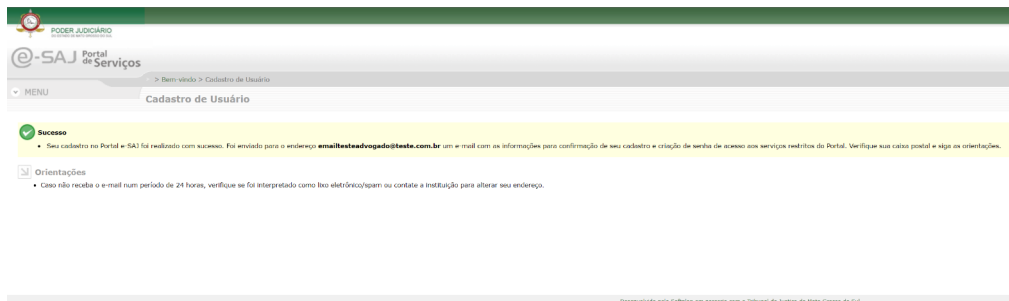 PODER JUDICIÁRIO
e-SAJ Portal de Serviços
> Bem-vindo > Cadastro de Usuário
MENU
Cadastro de Usuário
Sucesso
• Seu cadastro no Portal e-SAJ foi realizado com sucesso. Foi enviado para o endereço emailtesteadvogado@teste.com.br um e-mail com as informações para confirmação de seu cadastro e criação de senha de acesso aos serviços restritos do Portal. Verifique sua caixa postal e siga as orientações.
Orientações
• Caso não receba o e-mail num período de 24 horas, verifique se foi interpretado como lixo eletrônico/spam ou contate a instituição para alterar seu endereço.